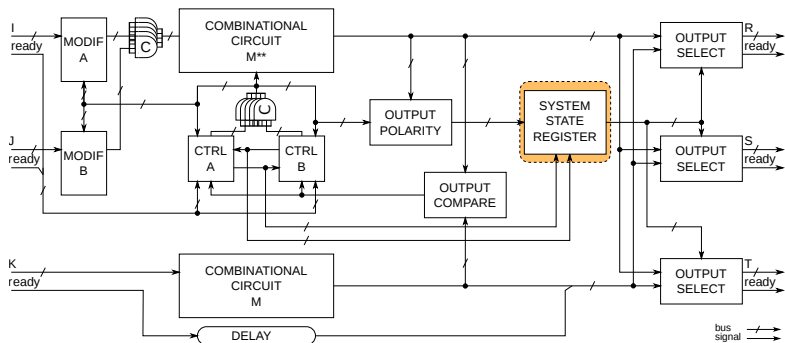 I
ready
MODIF
A
C
COMBINATIONAL
CIRCUIT
M**
OUTPUT
SELECT
R
ready
C
OUTPUT
POLARITY
SYSTEM
STATE
REGISTER
J
ready
MODIF
B
CTRL
A
CTRL
B
OUTPUT
SELECT
S
ready
OUTPUT
COMPARE
K
ready
COMBINATIONAL
CIRCUIT
M
OUTPUT
SELECT
T
ready
DELAY
bus
signal